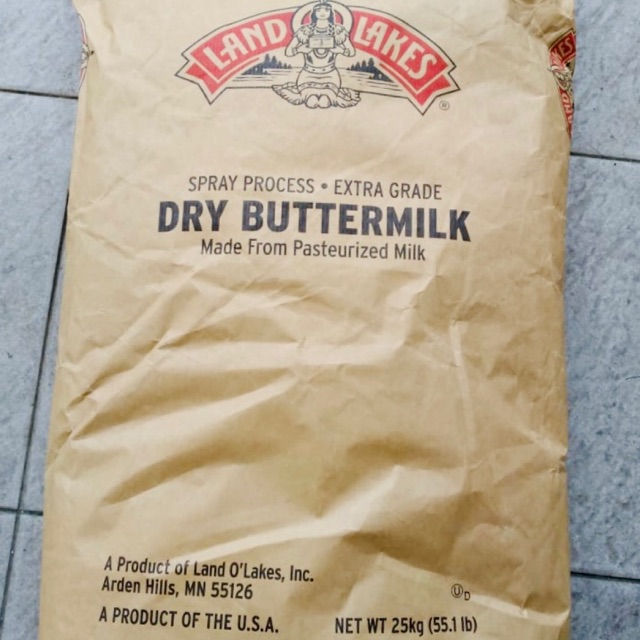 LAND O LAKES
®
SPRAY PROCESS • EXTRA GRADE
DRY BUTTERMILK
Made From Pasteurized Milk
A Product of Land O'Lakes, Inc.
Arden Hills, MN 55126
U D
A PRODUCT OF THE U.S.A.
NET WT 25kg (55.1 lb)